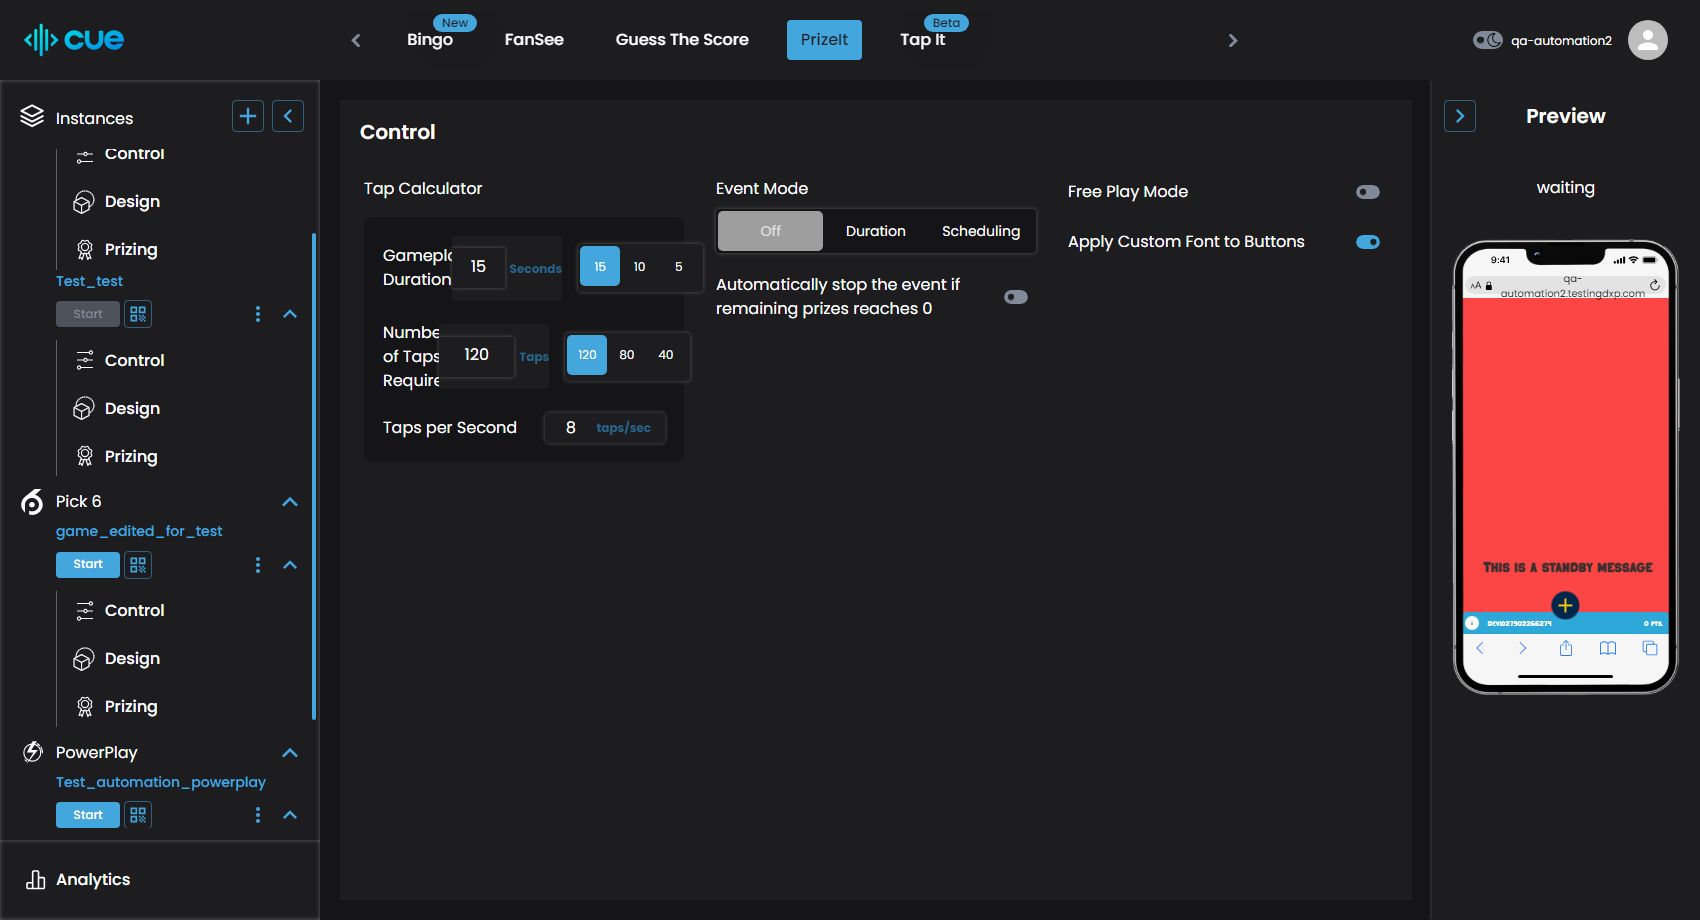 cue
New
Bingo
FanSee
Guess The Score
PrizeIt
Beta
Tap It
qa-automation2
Instances
Control
Design
Prizing
Test_test
Start
Control
Design
Prizing
Pick 6
game_edited_for_test
Start
Control
Design
Prizing
PowerPlay
Test_automation_powerplay
Start
Analytics
Control
Tap Calculator
Gamepla
Duration
15
Seconds
15 10 5
Numbe
of Taps
Require
120
Taps
120 80 40
Taps per Second
8
taps/sec
Event Mode
Off
Duration
Scheduling
Automatically stop the event if
remaining prizes reaches 0
Free Play Mode
Apply Custom Font to Buttons
Preview
waiting
9:41
AA
qa-
automation2.testingdxp.com
This is a standby message
DEVID27902266274
0 PTS.